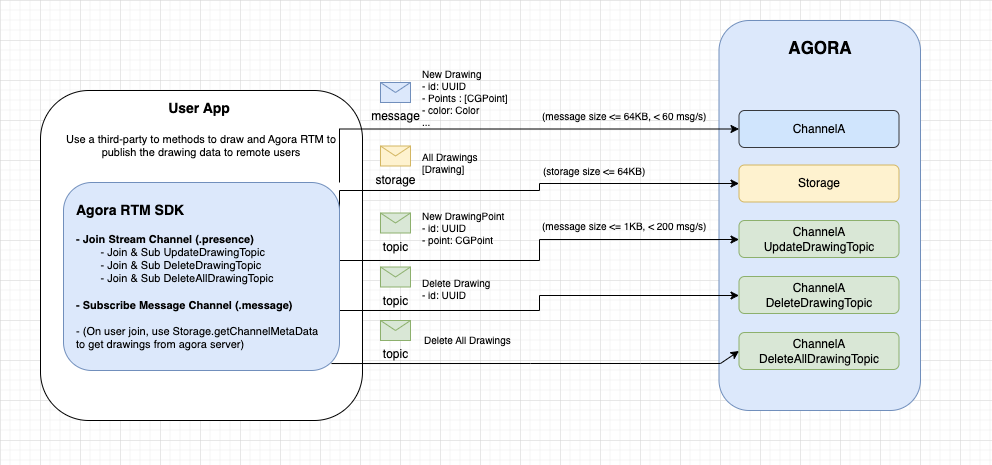 User App
Use a third-party to methods to draw and Agora RTM to
publish the drawing data to remote users
Agora RTM SDK
- Join Stream Channel (.presence)
- Join & Sub UpdateDrawingTopic
- Join & Sub DeleteDrawingTopic
- Join & Sub DeleteAllDrawingTopic
- Subscribe Message Channel (.message)
- (On user join, use Storage.getChannelMetaData
to get drawings from agora server)
message
New Drawing
- id: UUID
- Points : [CGPoint]
- color: Color
...
(message size <= 64KB, < 60 msg/s)
storage
All Drawings
[Drawing]
(storage size <= 64KB)
topic
New DrawingPoint
- id: UUID
- point: CGPoint
(message size <= 1KB, < 200 msg/s)
topic
Delete Drawing
- id: UUID
topic
Delete All Drawings
AGORA
ChannelA
Storage
ChannelA
UpdateDrawingTopic
ChannelA
DeleteDrawingTopic
ChannelA
DeleteAllDrawingTopic